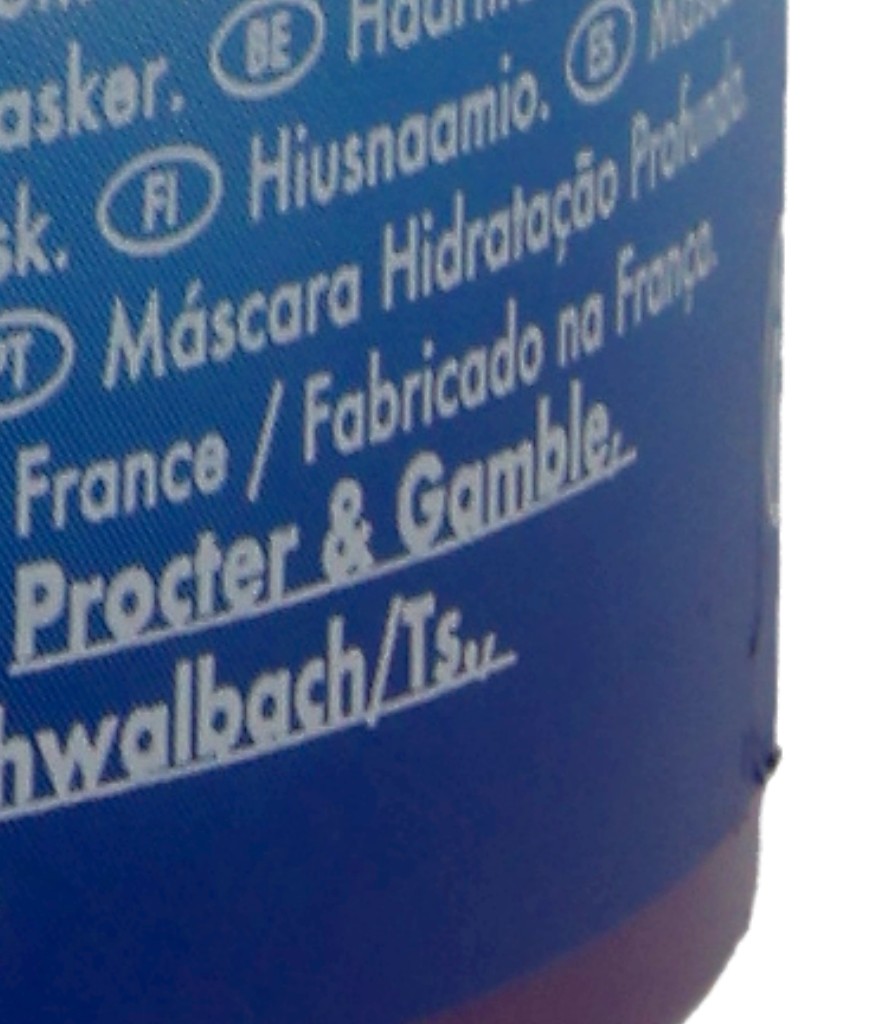 asker. BE
sk. FI Hiusnaamio. ES
PT Máscara Hidratação Profunda.
France / Fabricado na França.
Procter & Gamble,
hwalbach/Ts.,